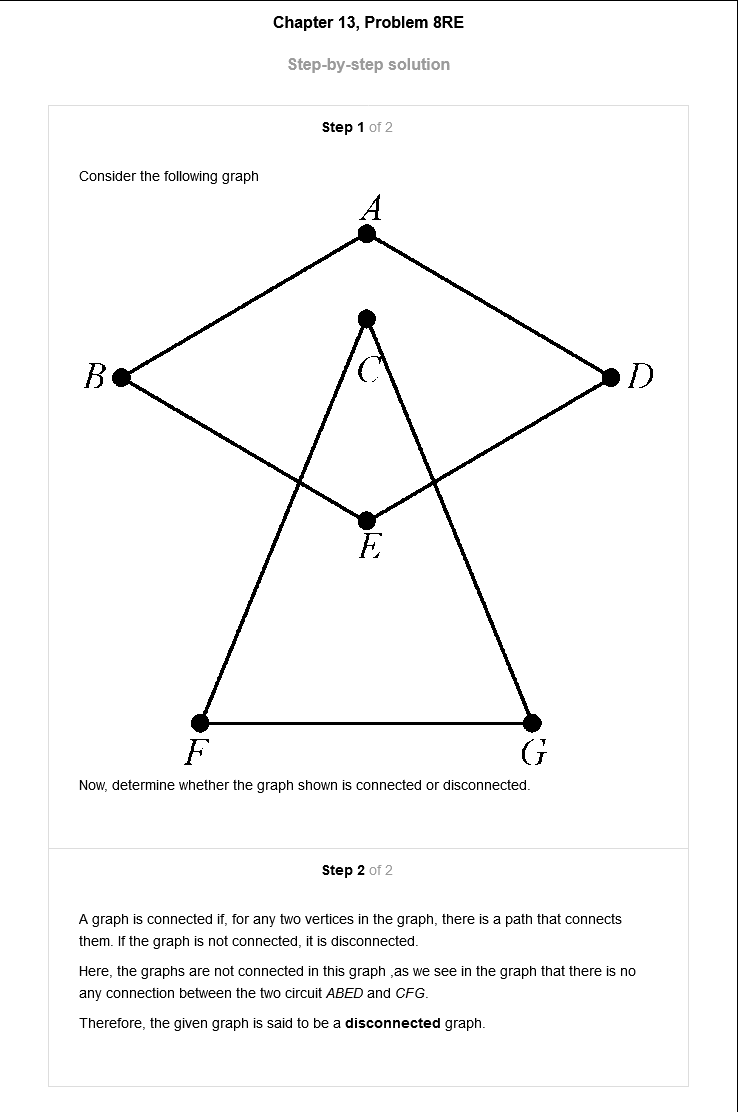 Chapter 13, Problem 8RE
Step-by-step solution
Step 1 of 2
Consider the following graph
A
B
C
D
E
F
G
Now, determine whether the graph shown is connected or disconnected.
Step 2 of 2
A graph is connected if, for any two vertices in the graph, there is a path that connects
them. If the graph is not connected, it is disconnected.
Here, the graphs are not connected in this graph ,as we see in the graph that there is no
any connection between the two circuit ABED and CFG.
Therefore, the given graph is said to be a disconnected graph.